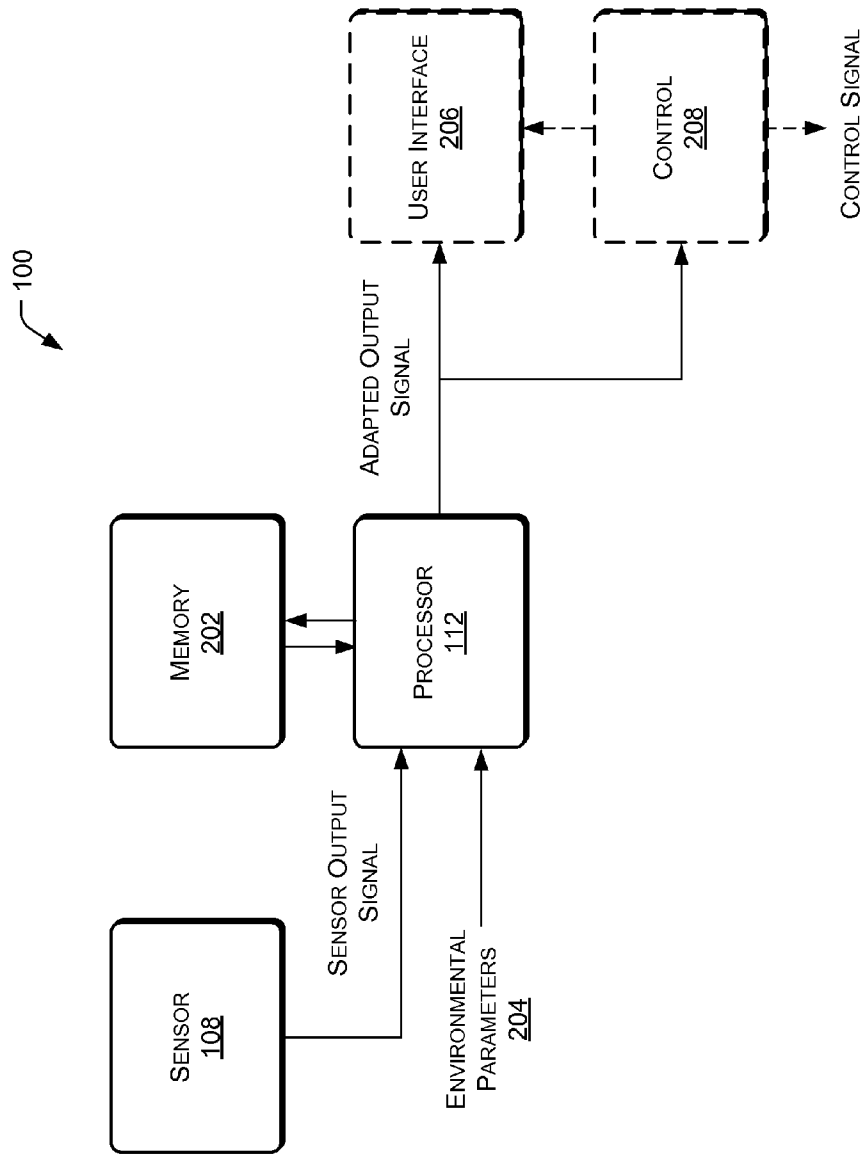 100
SENSOR
108
MEMORY
202
SENSOR OUTPUT
SIGNAL
PROCESSOR
112
ENVIRONMENTAL
PARAMETERS
204
ADAPTED OUTPUT
SIGNAL
USER INTERFACE
206
CONTROL
208
CONTROL SIGNAL